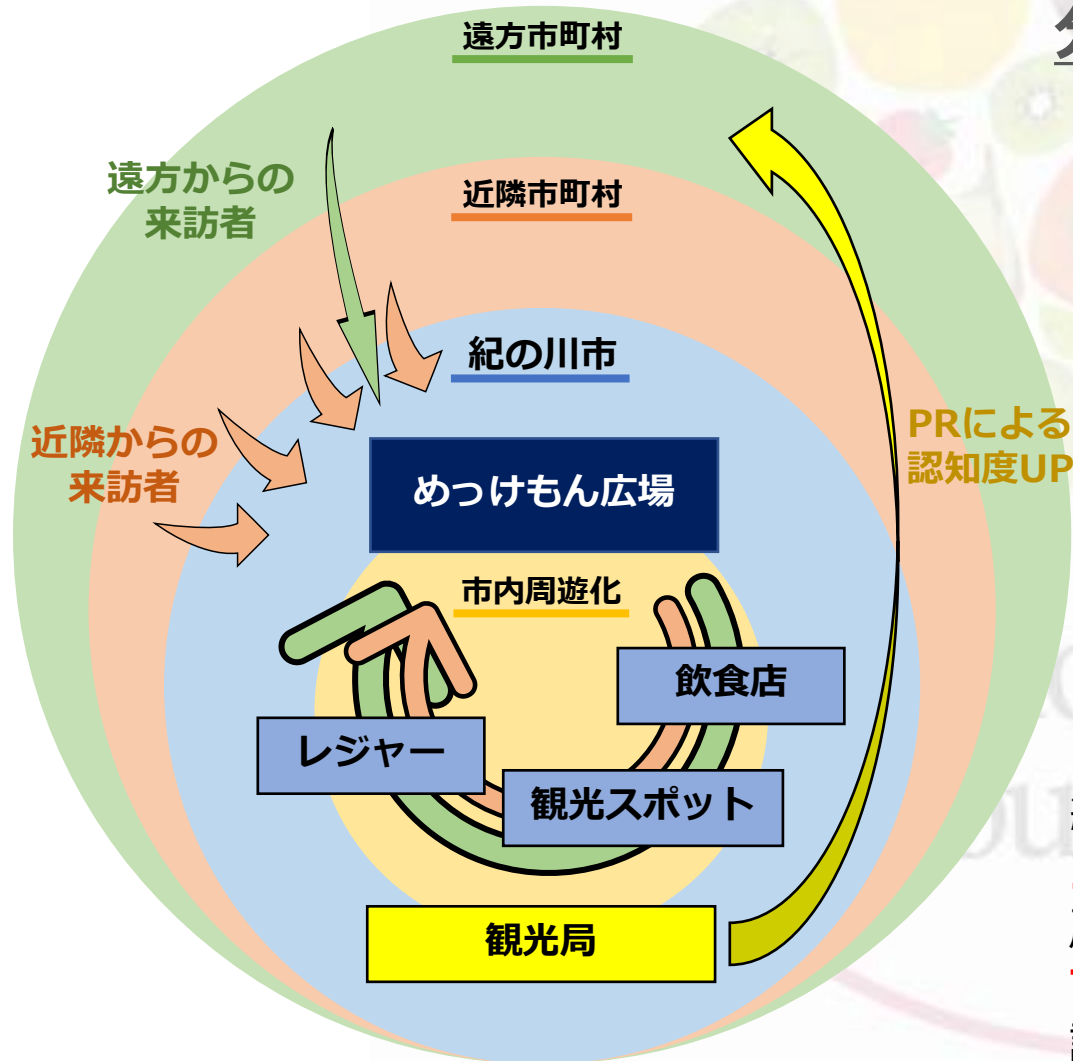 遠方市町村
遠方からの
来訪者
近隣市町村
紀の川市
近隣からの
来訪者
PRによる
認知度UP
めっけもん広場
市内周遊化
飲食店
レジャー
観光スポット
観光局